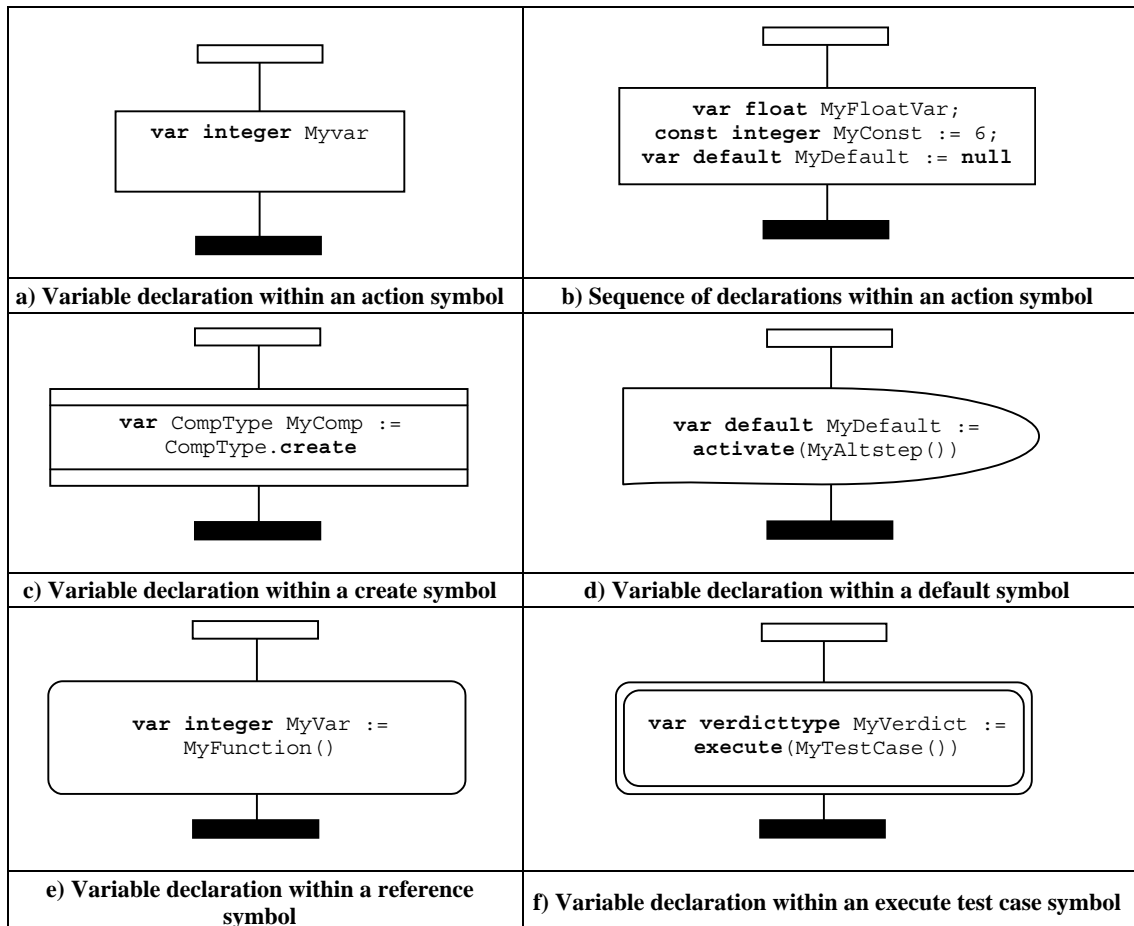 var integer Myvar
a) Variable declaration within an action symbol
var float MyFloatVar;
const integer MyConst := 6;
var default MyDefault := null
b) Sequence of declarations within an action symbol
var CompType MyComp :=
CompType.create
c) Variable declaration within a create symbol
var default MyDefault :=
activate(MyAltstep())
d) Variable declaration within a default symbol
var integer MyVar :=
MyFunction()
e) Variable declaration within a reference
symbol
var verdicttype MyVerdict :=
execute(MyTestCase())
f) Variable declaration within an execute test case symbol